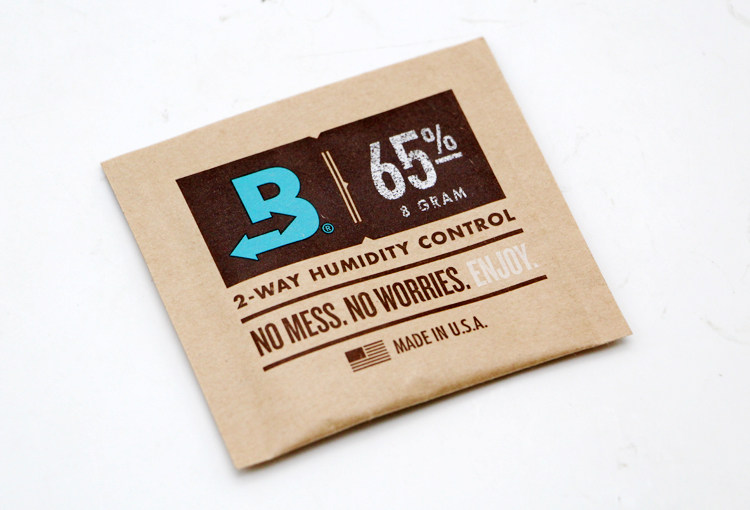 B®
65%
8 GRAM
2-WAY HUMIDITY CONTROL
NO MESS. NO WORRIES. ENJOY.
MADE IN U.S.A.